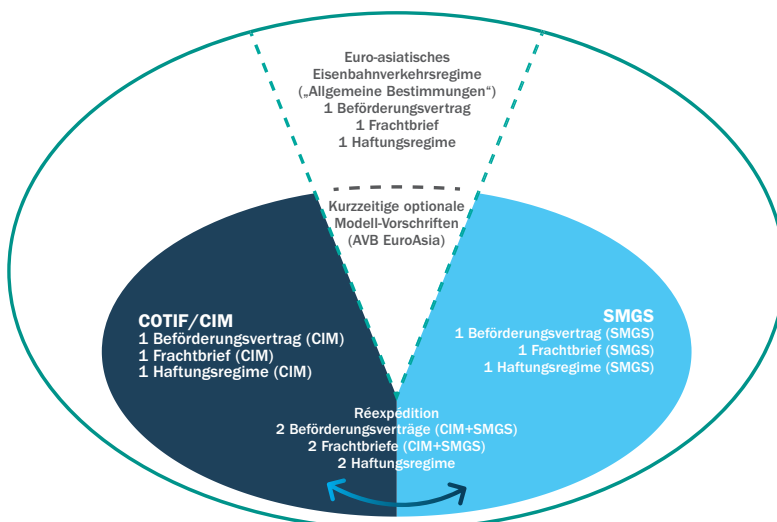 Euro-asiatisches
Eisenbahnverkehrsregime
(„Allgemeine Bestimmungen“)
1 Beförderungsvertrag
1 Frachtbrief
1 Haftungsregime
Kurzzeitige optionale
Modell-Vorschriften
(AVB EuroAsia)
COTIF/CIM
1 Beförderungsvertrag (CIM)
1 Frachtbrief (CIM)
1 Haftungsregime (CIM)
SMGS
1 Beförderungsvertrag (SMGS)
1 Frachtbrief (SMGS)
1 Haftungsregime (SMGS)
Réexpédition
2 Beförderungsverträge (CIM+SMGS)
2 Frachtbriefe (CIM+SMGS)
2 Haftungsregime